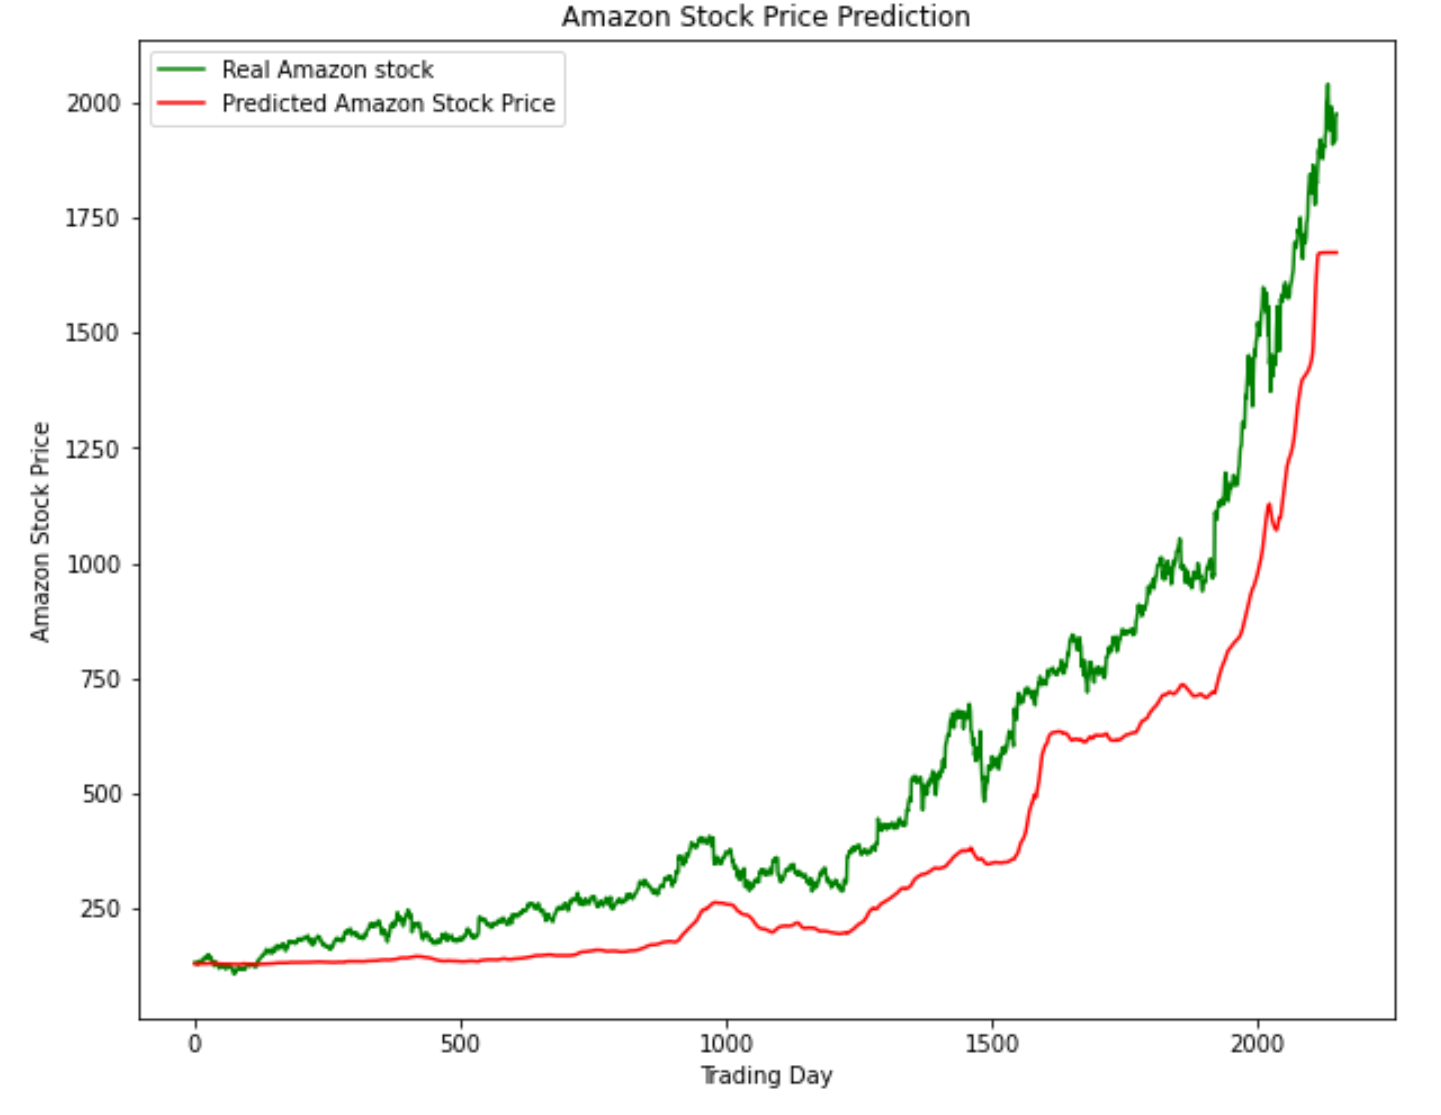 Amazon Stock Price Prediction
Real Amazon stock
Predicted Amazon Stock Price
2000
1750
1500
1250
1000
750
500
250
Amazon Stock Price
0 500 1000 1500 2000
Trading Day